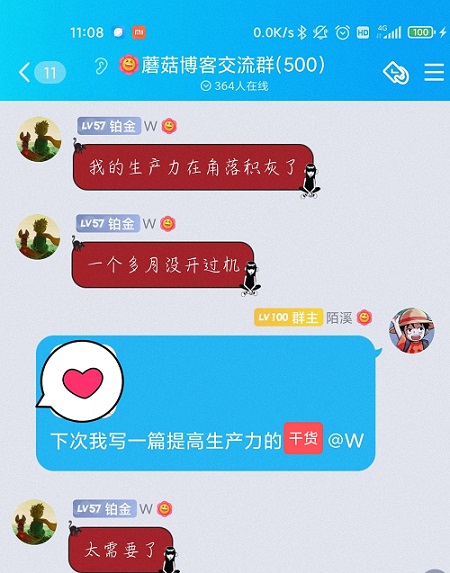 11:08
0.0K/s
4G
HD
100
11
蘑菇博客交流群(500)
364人在线
LV57 铂金 W
我的生产力在角落积灰了
LV57 铂金 W
一个多月没开过机
LV100 群主 陌溪
下次我写一篇提高生产力的干货 @W
LV57 铂金 W
太需要了